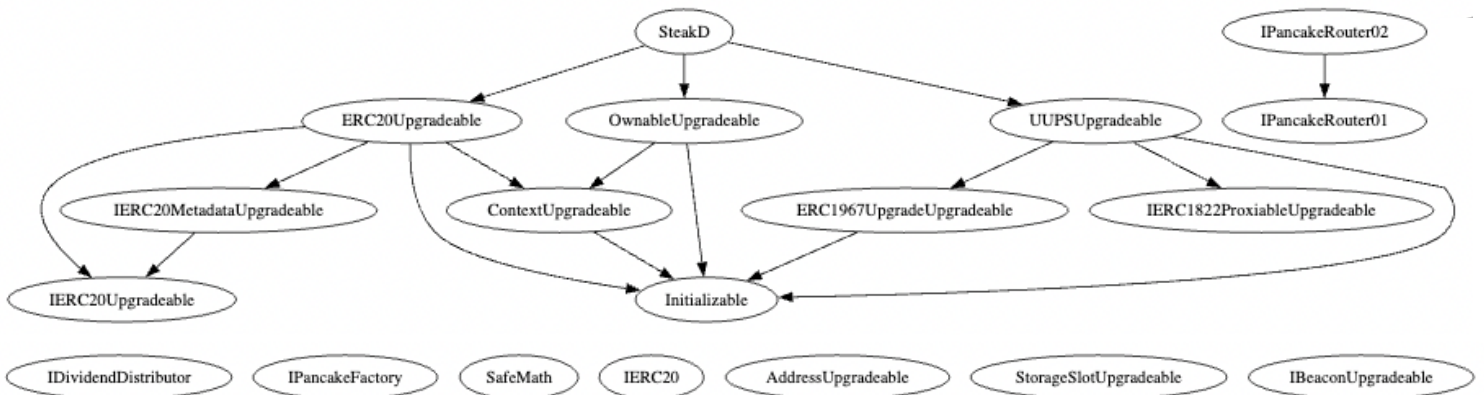 SteakD
IPancakeRouter02
ERC20Upgradeable
OwnableUpgradeable
UUPSUpgradeable
IPancakeRouter01
IERC20MetadataUpgradeable
ContextUpgradeable
ERC1967UpgradeUpgradeable
IERC1822ProxiableUpgradeable
IERC20Upgradeable
Initializable
IDividendDistributor
IPancakeFactory
SafeMath
IERC20
AddressUpgradeable
StorageSlotUpgradeable
IBeaconUpgradeable